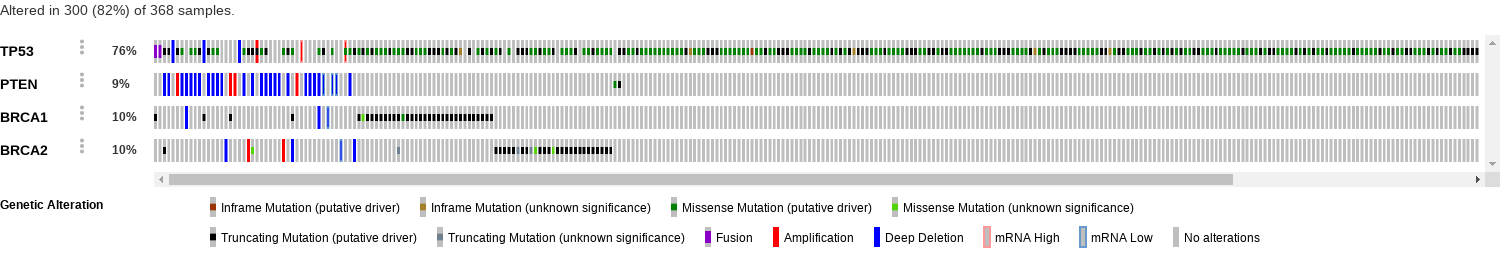 Altered in 300 (82%) of 368 samples.
TP53 76%
PTEN 9%
BRCA1 10%
BRCA2 10%
Genetic Alteration Inframe Mutation (putative driver) Inframe Mutation (unknown significance) Missense Mutation (putative driver) Missense Mutation (unknown significance)
Truncating Mutation (putative driver) Truncating Mutation (unknown significance) Fusion Amplification Deep Deletion mRNA High mRNA Low No alterations